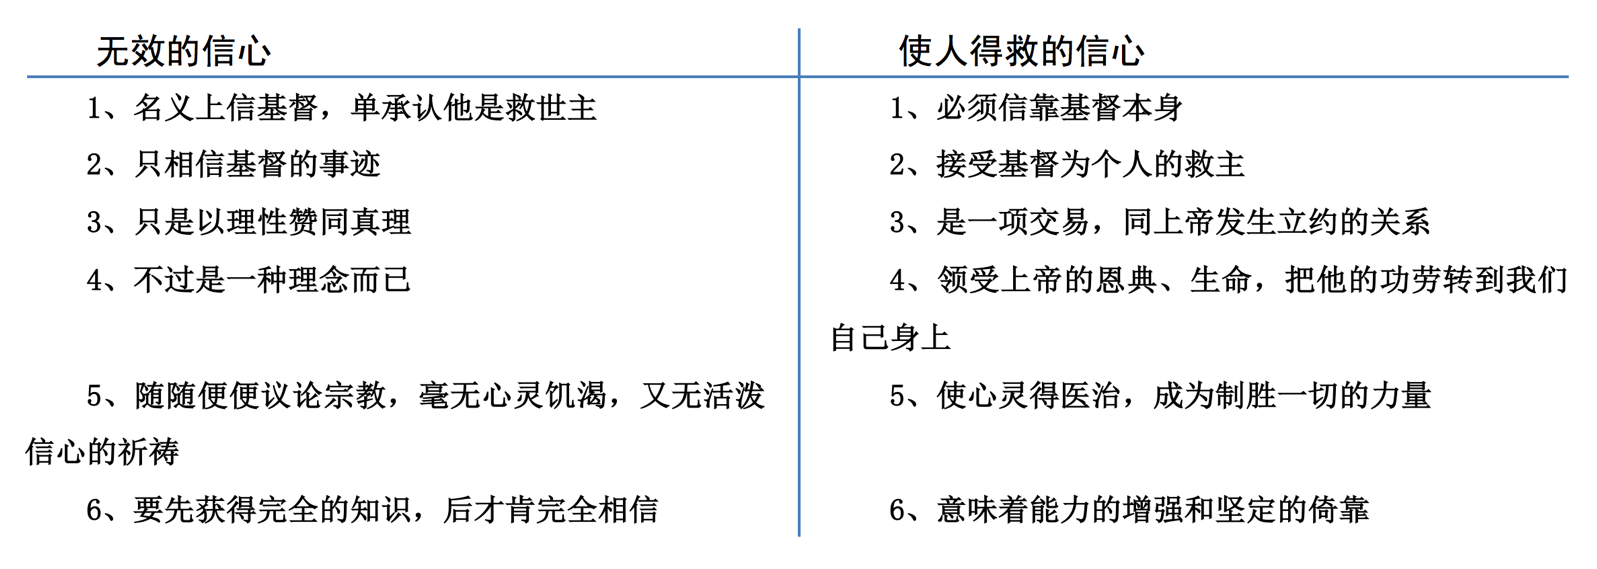 无效的信心
使人得救的信心
1、名义上信基督，单承认他是救世主
1、必须信靠基督本身
2、只相信基督的事迹
2、接受基督为个人的救主
3、只是以理性赞同真理
3、是一项交易，同上帝发生立约的关系
4、不过是一种理念而已
4、领受上帝的恩典、生命，把他的功劳转到我们
自己身上
5、随随便便议论宗教，毫无心灵饥渴，又无活泼
信心的祈祷
5、使心灵得医治，成为制胜一切的力量
6、要先获得完全的知识，后才肯完全相信
6、意味着能力的增强和坚定的倚靠